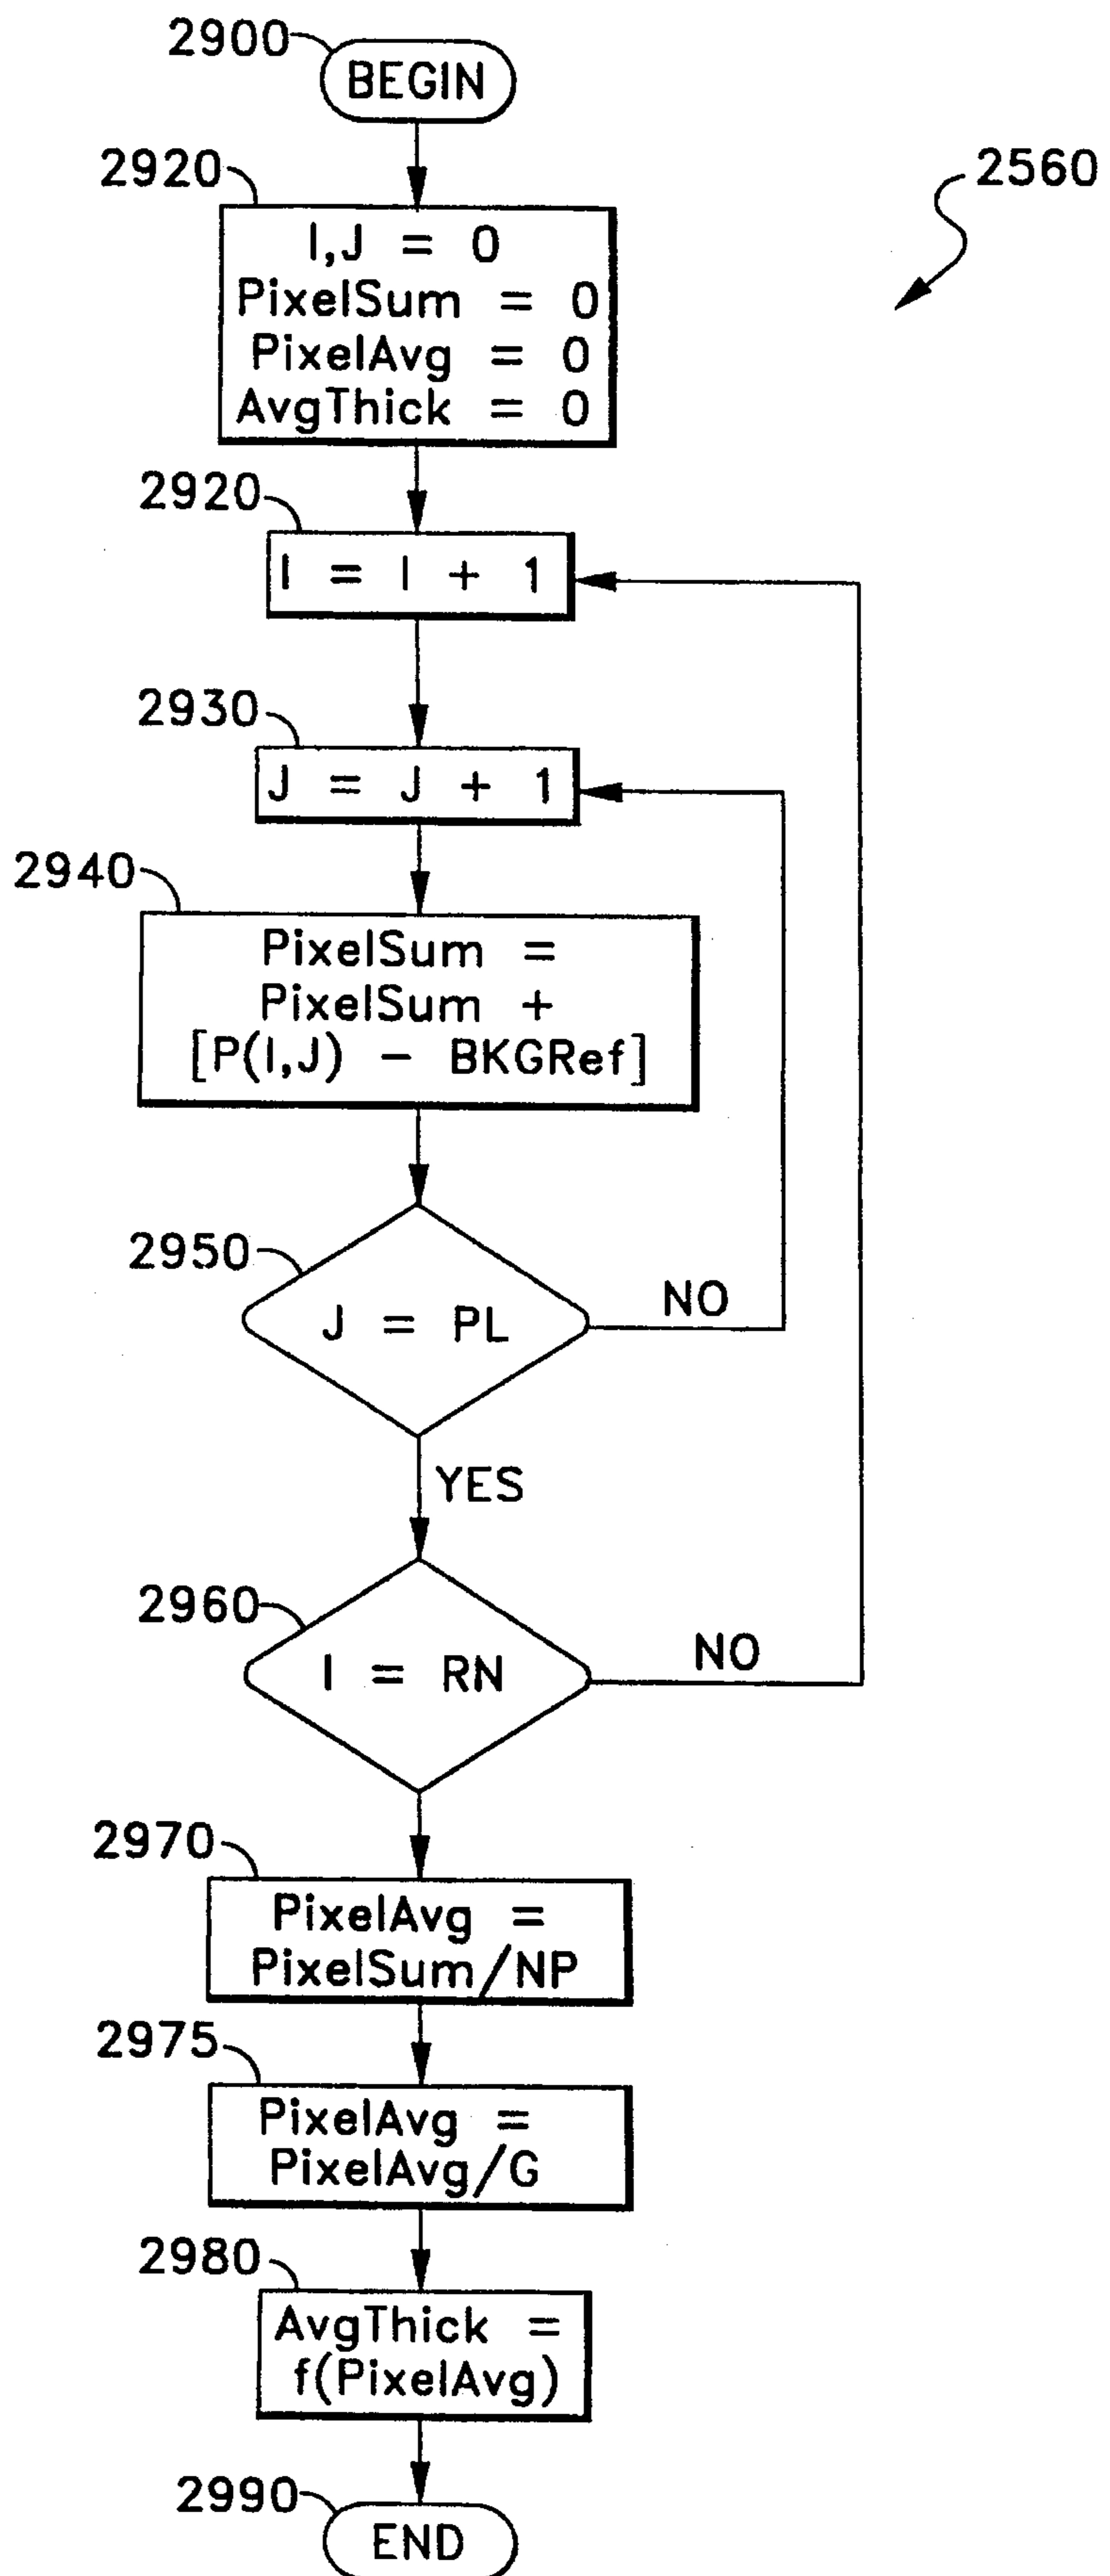 2900
BEGIN
2560
2920
I,J = 0
PixelSum = 0
PixelAvg = 0
AvgThick = 0
2920
I = I + 1
2930
J = J + 1
2940
PixelSum =
PixelSum +
[P(I,J) - BKGRef]
2950
J = PL
NO
YES
2960
I = RN
NO
2970
PixelAvg =
PixelSum/NP
2975
PixelAvg =
PixelAvg/G
2980
AvgThick =
f(PixelAvg)
2990
END